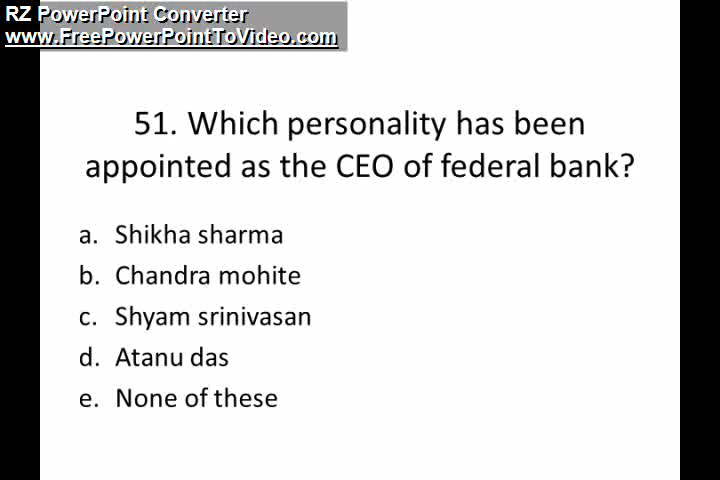 RZ PowerPoint Converter
www.FreePowerPointToVideo.com
51. Which personality has been
appointed as the CEO of federal bank?
a. Shikha sharma
b. Chandra mohite
c. Shyam srinivasan
d. Atanu das
e. None of these